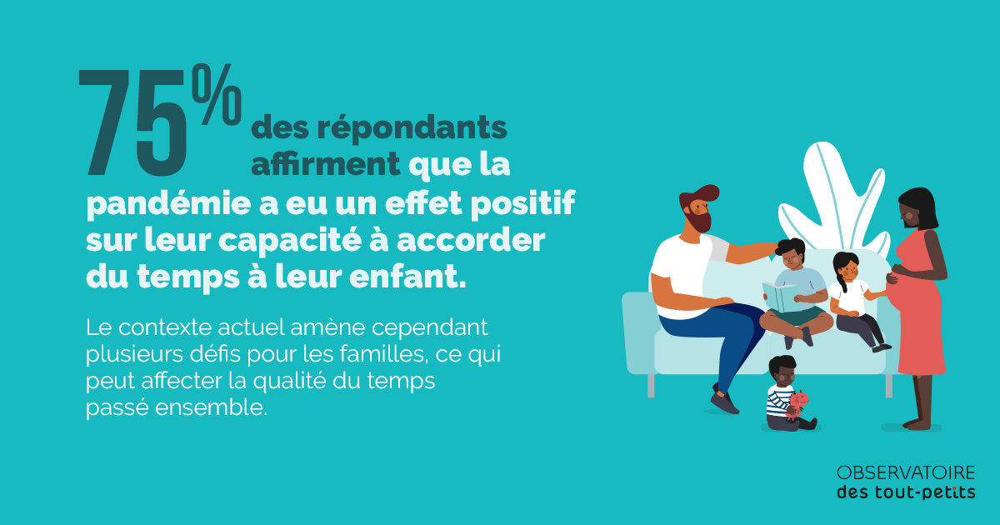 75%
des répondants
affirment que la
pandémie a eu un effet positif
sur leur capacité à accorder
du temps à leur enfant.
Le contexte actuel amène cependant
plusieurs défis pour les familles, ce qui
peut affecter la qualité du temps
passé ensemble.
OBSERVATOIRE
des tout-petits